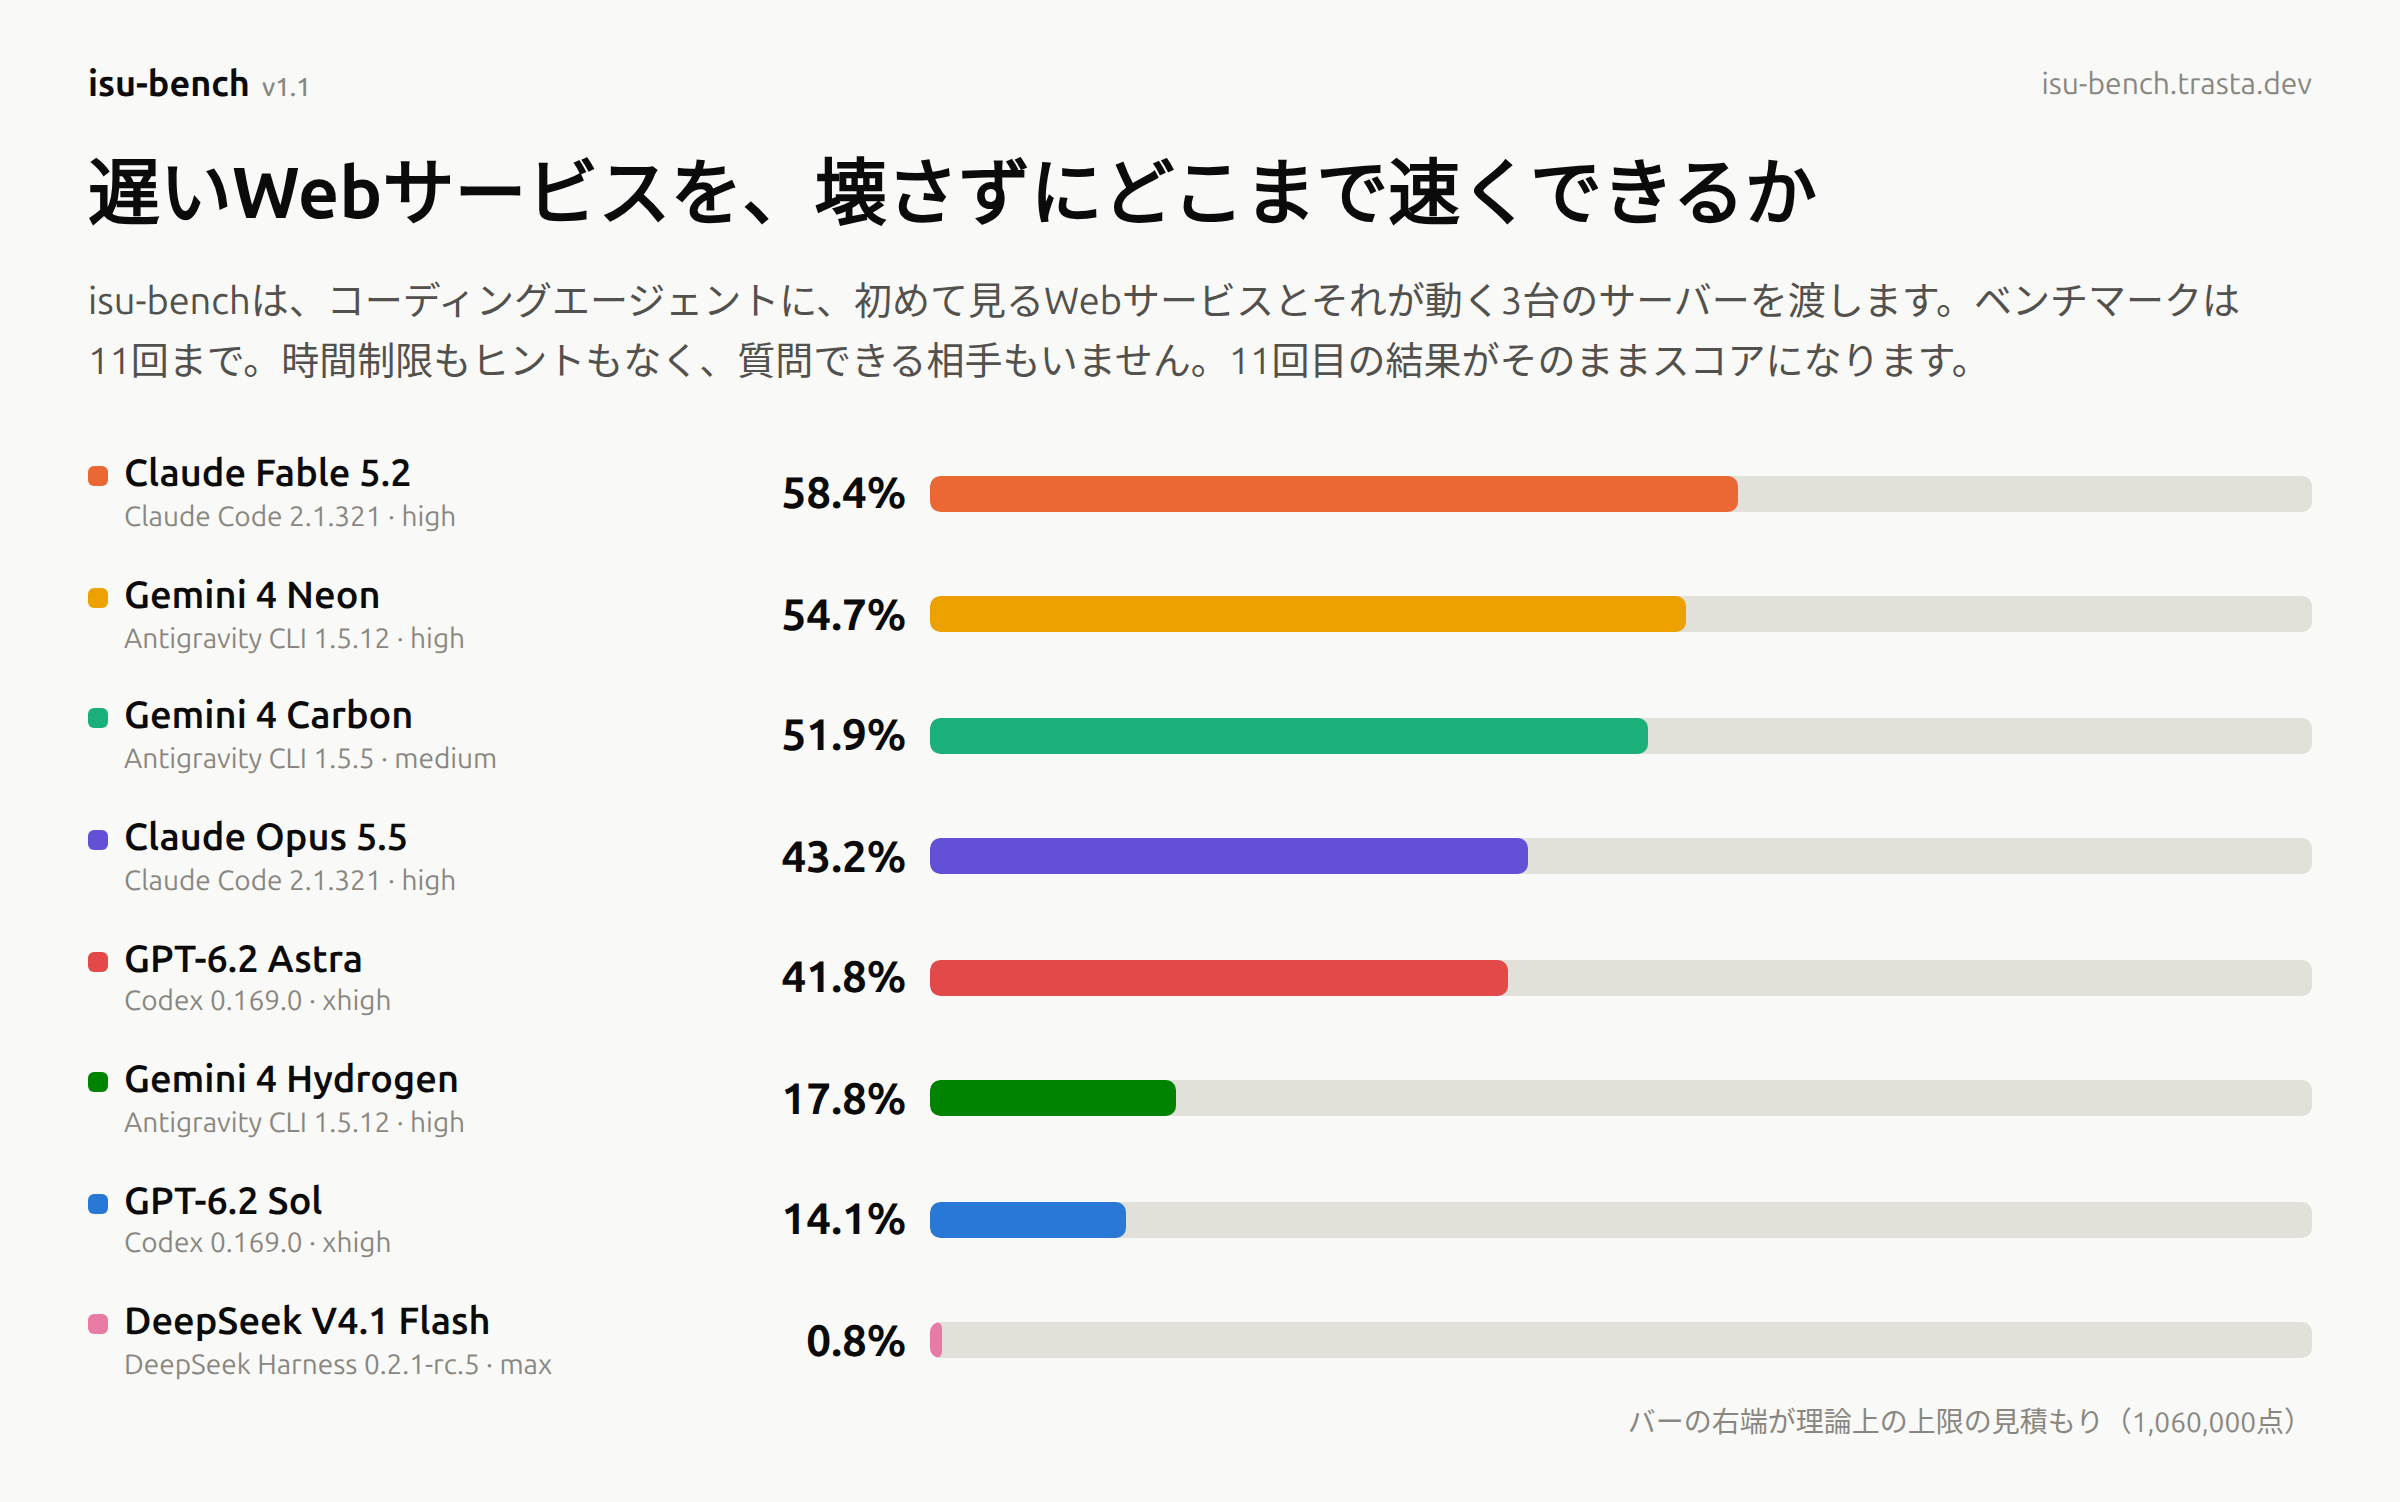 isu-bench v1.1
isu-bench.trasta.dev
遅いWebサービスを、壊さずにどこまで速くできるか
isu-benchは、コーディングエージェントに、初めて見るWebサービスとそれが動く3台のサーバーを渡します。ベンチマークは
11回まで。時間制限もヒントもなく、質問できる相手もいません。11回目の結果がそのままスコアになります。
Claude Fable 5.2
Claude Code 2.1.321 · high
58.4%
Gemini 4 Neon
Antigravity CLI 1.5.12 · high
54.7%
Gemini 4 Carbon
Antigravity CLI 1.5.5 · medium
51.9%
Claude Opus 5.5
Claude Code 2.1.321 · high
43.2%
GPT-6.2 Astra
Codex 0.169.0 · xhigh
41.8%
Gemini 4 Hydrogen
Antigravity CLI 1.5.12 · high
17.8%
GPT-6.2 Sol
Codex 0.169.0 · xhigh
14.1%
DeepSeek V4.1 Flash
DeepSeek Harness 0.2.1-rc.5 · max
0.8%
バーの右端が理論上の上限の見積もり（1,060,000点）